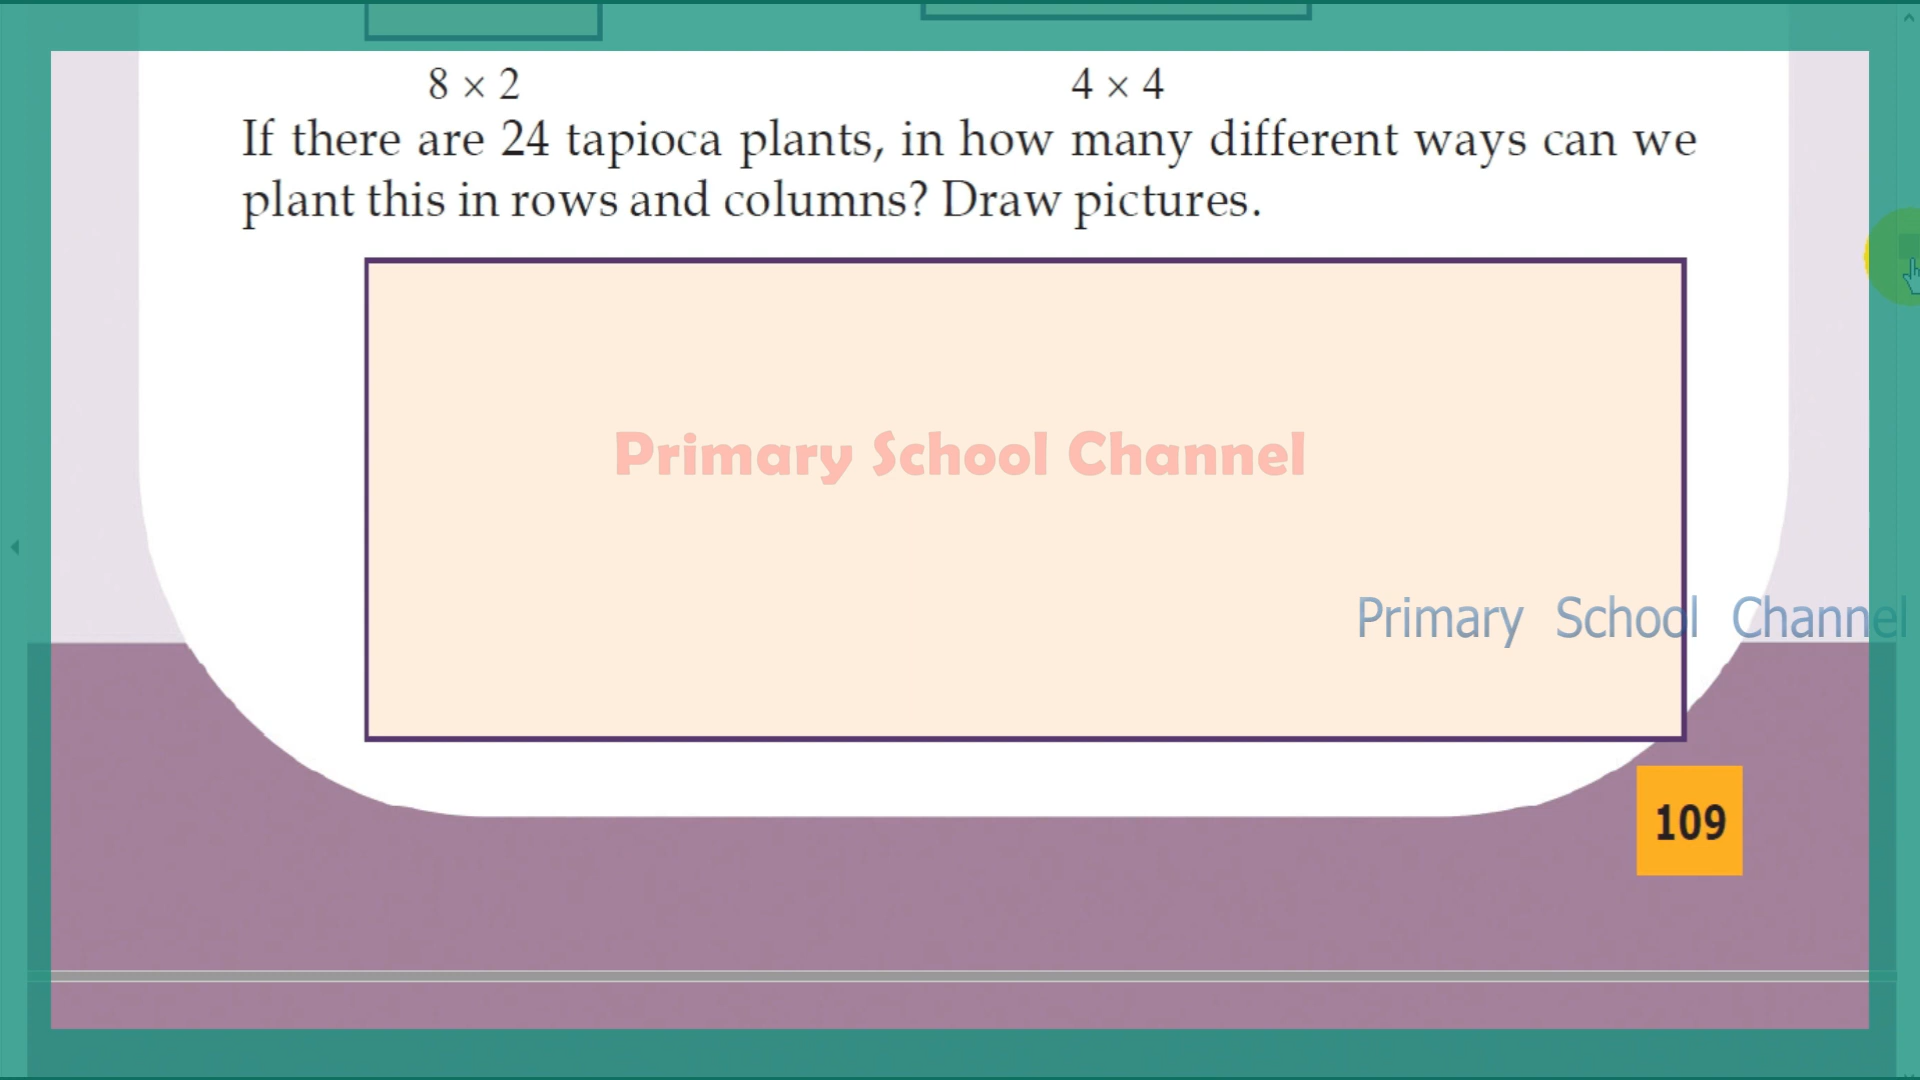 8 × 2
4 × 4
If there are 24 tapioca plants, in how many different ways can we
plant this in rows and columns? Draw pictures.
Primary School Channel
Primary School Channel
109